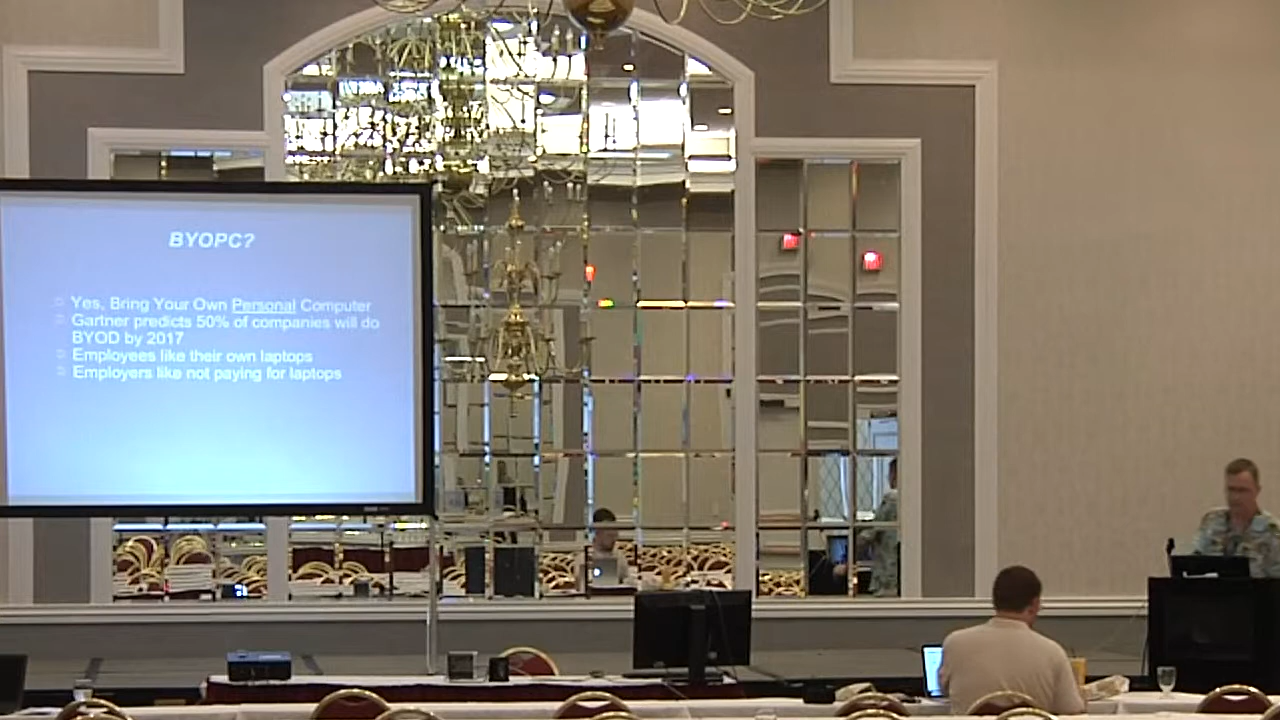 BYOPC?
Yes, Bring Your Own Personal Computer
Gartner predicts 50% of companies will do
BYOD by 2017
Employees like their own laptops
Employers like not paying for laptops